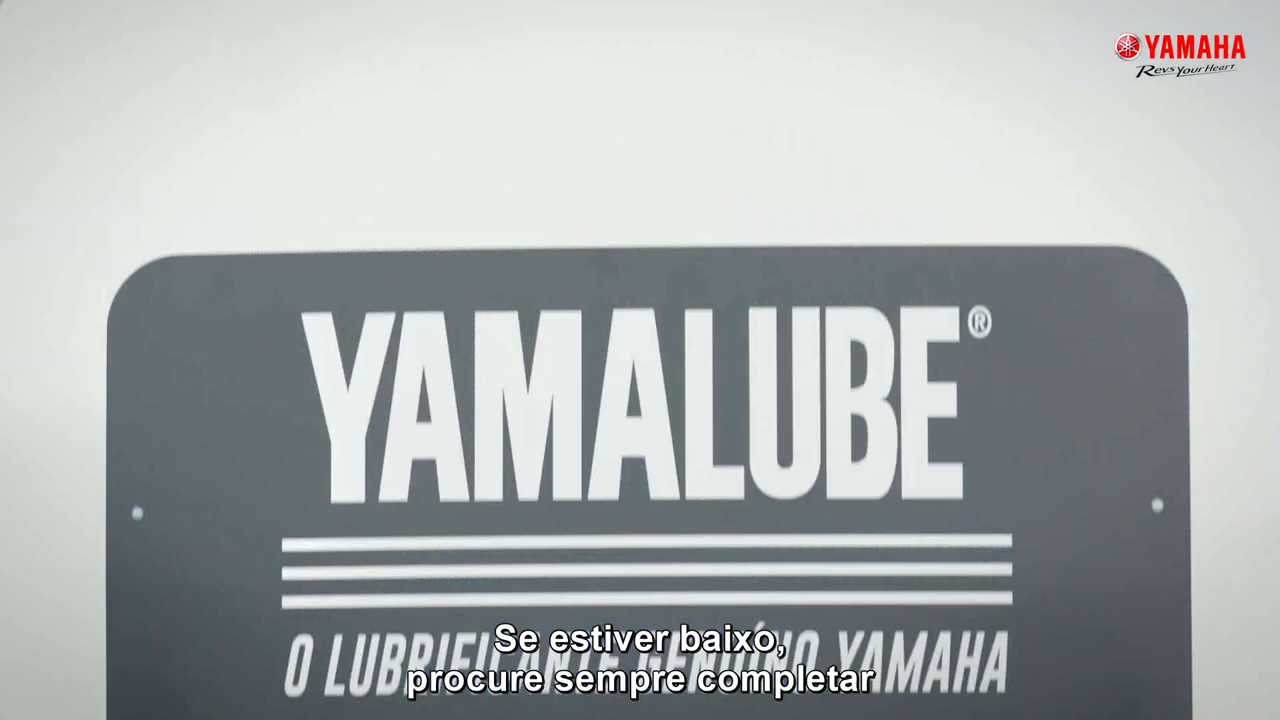 YAMAHA
Revs Your Heart
YAMALUBE®
O LUBRIFICANTE GENUÍNO YAMAHA
Se estiver baixo,
procure sempre completar